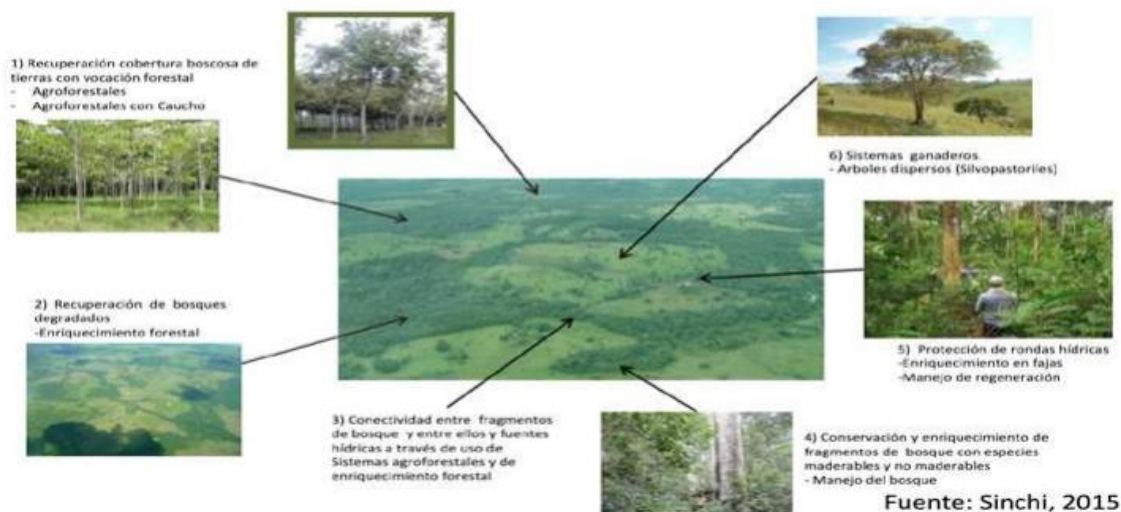 1) Recuperación cobertura boscosa de
tierras con vocación forestal
- Agroforestales
- Agroforestales con Caucho
2) Recuperación de bosques
degradados
-Enriquecimiento forestal
3) Conectividad entre fragmentos
de bosque y entre ellos y fuentes
hídricas a través de uso de
Sistemas agroforestales y de
enriquecimiento forestal
4) Conservación y enriquecimiento de
fragmentos de bosque con especies
maderables y no maderables
- Manejo del bosque
5) Protección de rondas hídricas
-Enriquecimiento en fajas
-Manejo de regeneración
6) Sistemas ganaderos.
- Arboles dispersos (Silvopastoriles)
Fuente: Sinchi, 2015